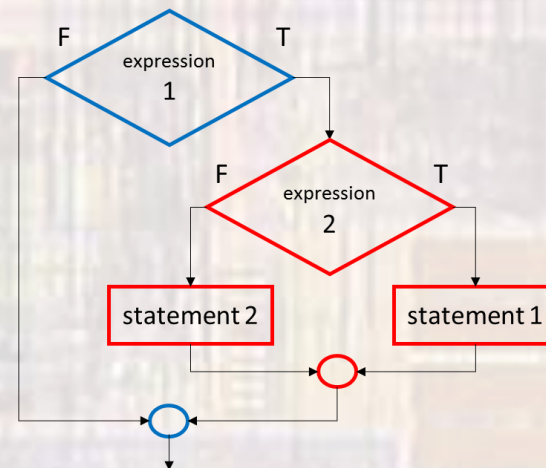 F
T
expression
1
F
T
expression
2
statement 2
statement 1